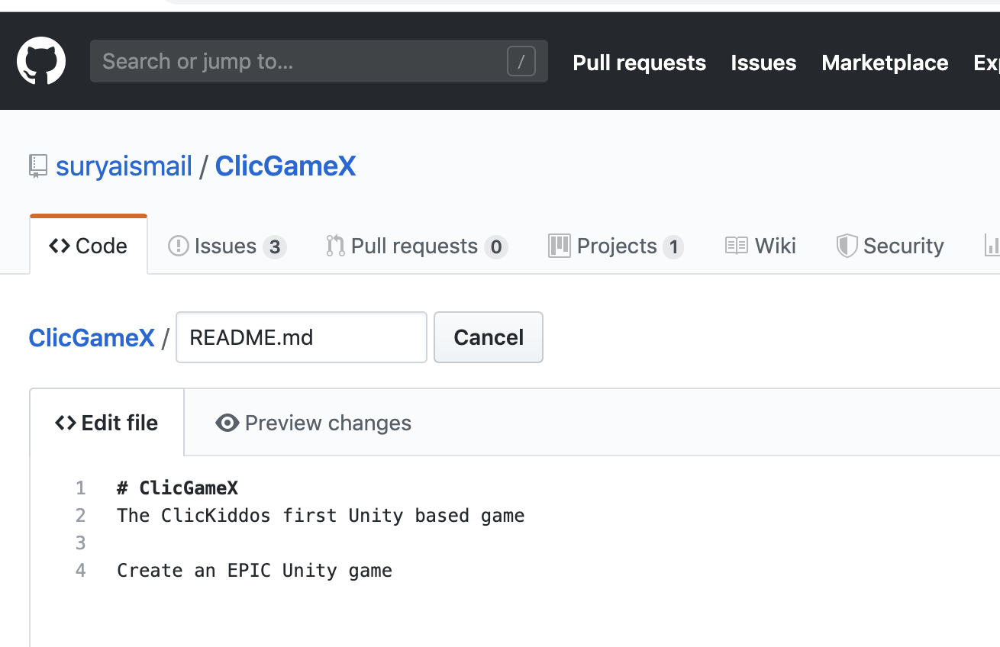 Search or jump to... /
Pull requests Issues Marketplace
suryaismail / ClicGameX
<> Code Issues 3 Pull requests 0 Projects 1 Wiki Security
ClicGameX / README.md Cancel
<> Edit file Preview changes
1 # ClicGameX
2 The ClicKiddos first Unity based game
3
4 Create an EPIC Unity game